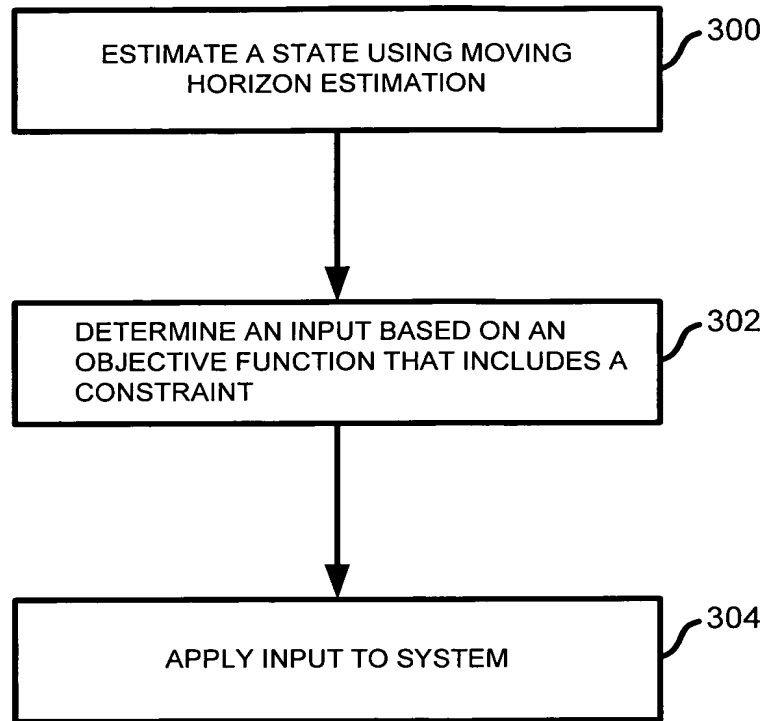 300
ESTIMATE A STATE USING MOVING
HORIZON ESTIMATION
302
DETERMINE AN INPUT BASED ON AN
OBJECTIVE FUNCTION THAT INCLUDES A
CONSTRAINT
304
APPLY INPUT TO SYSTEM